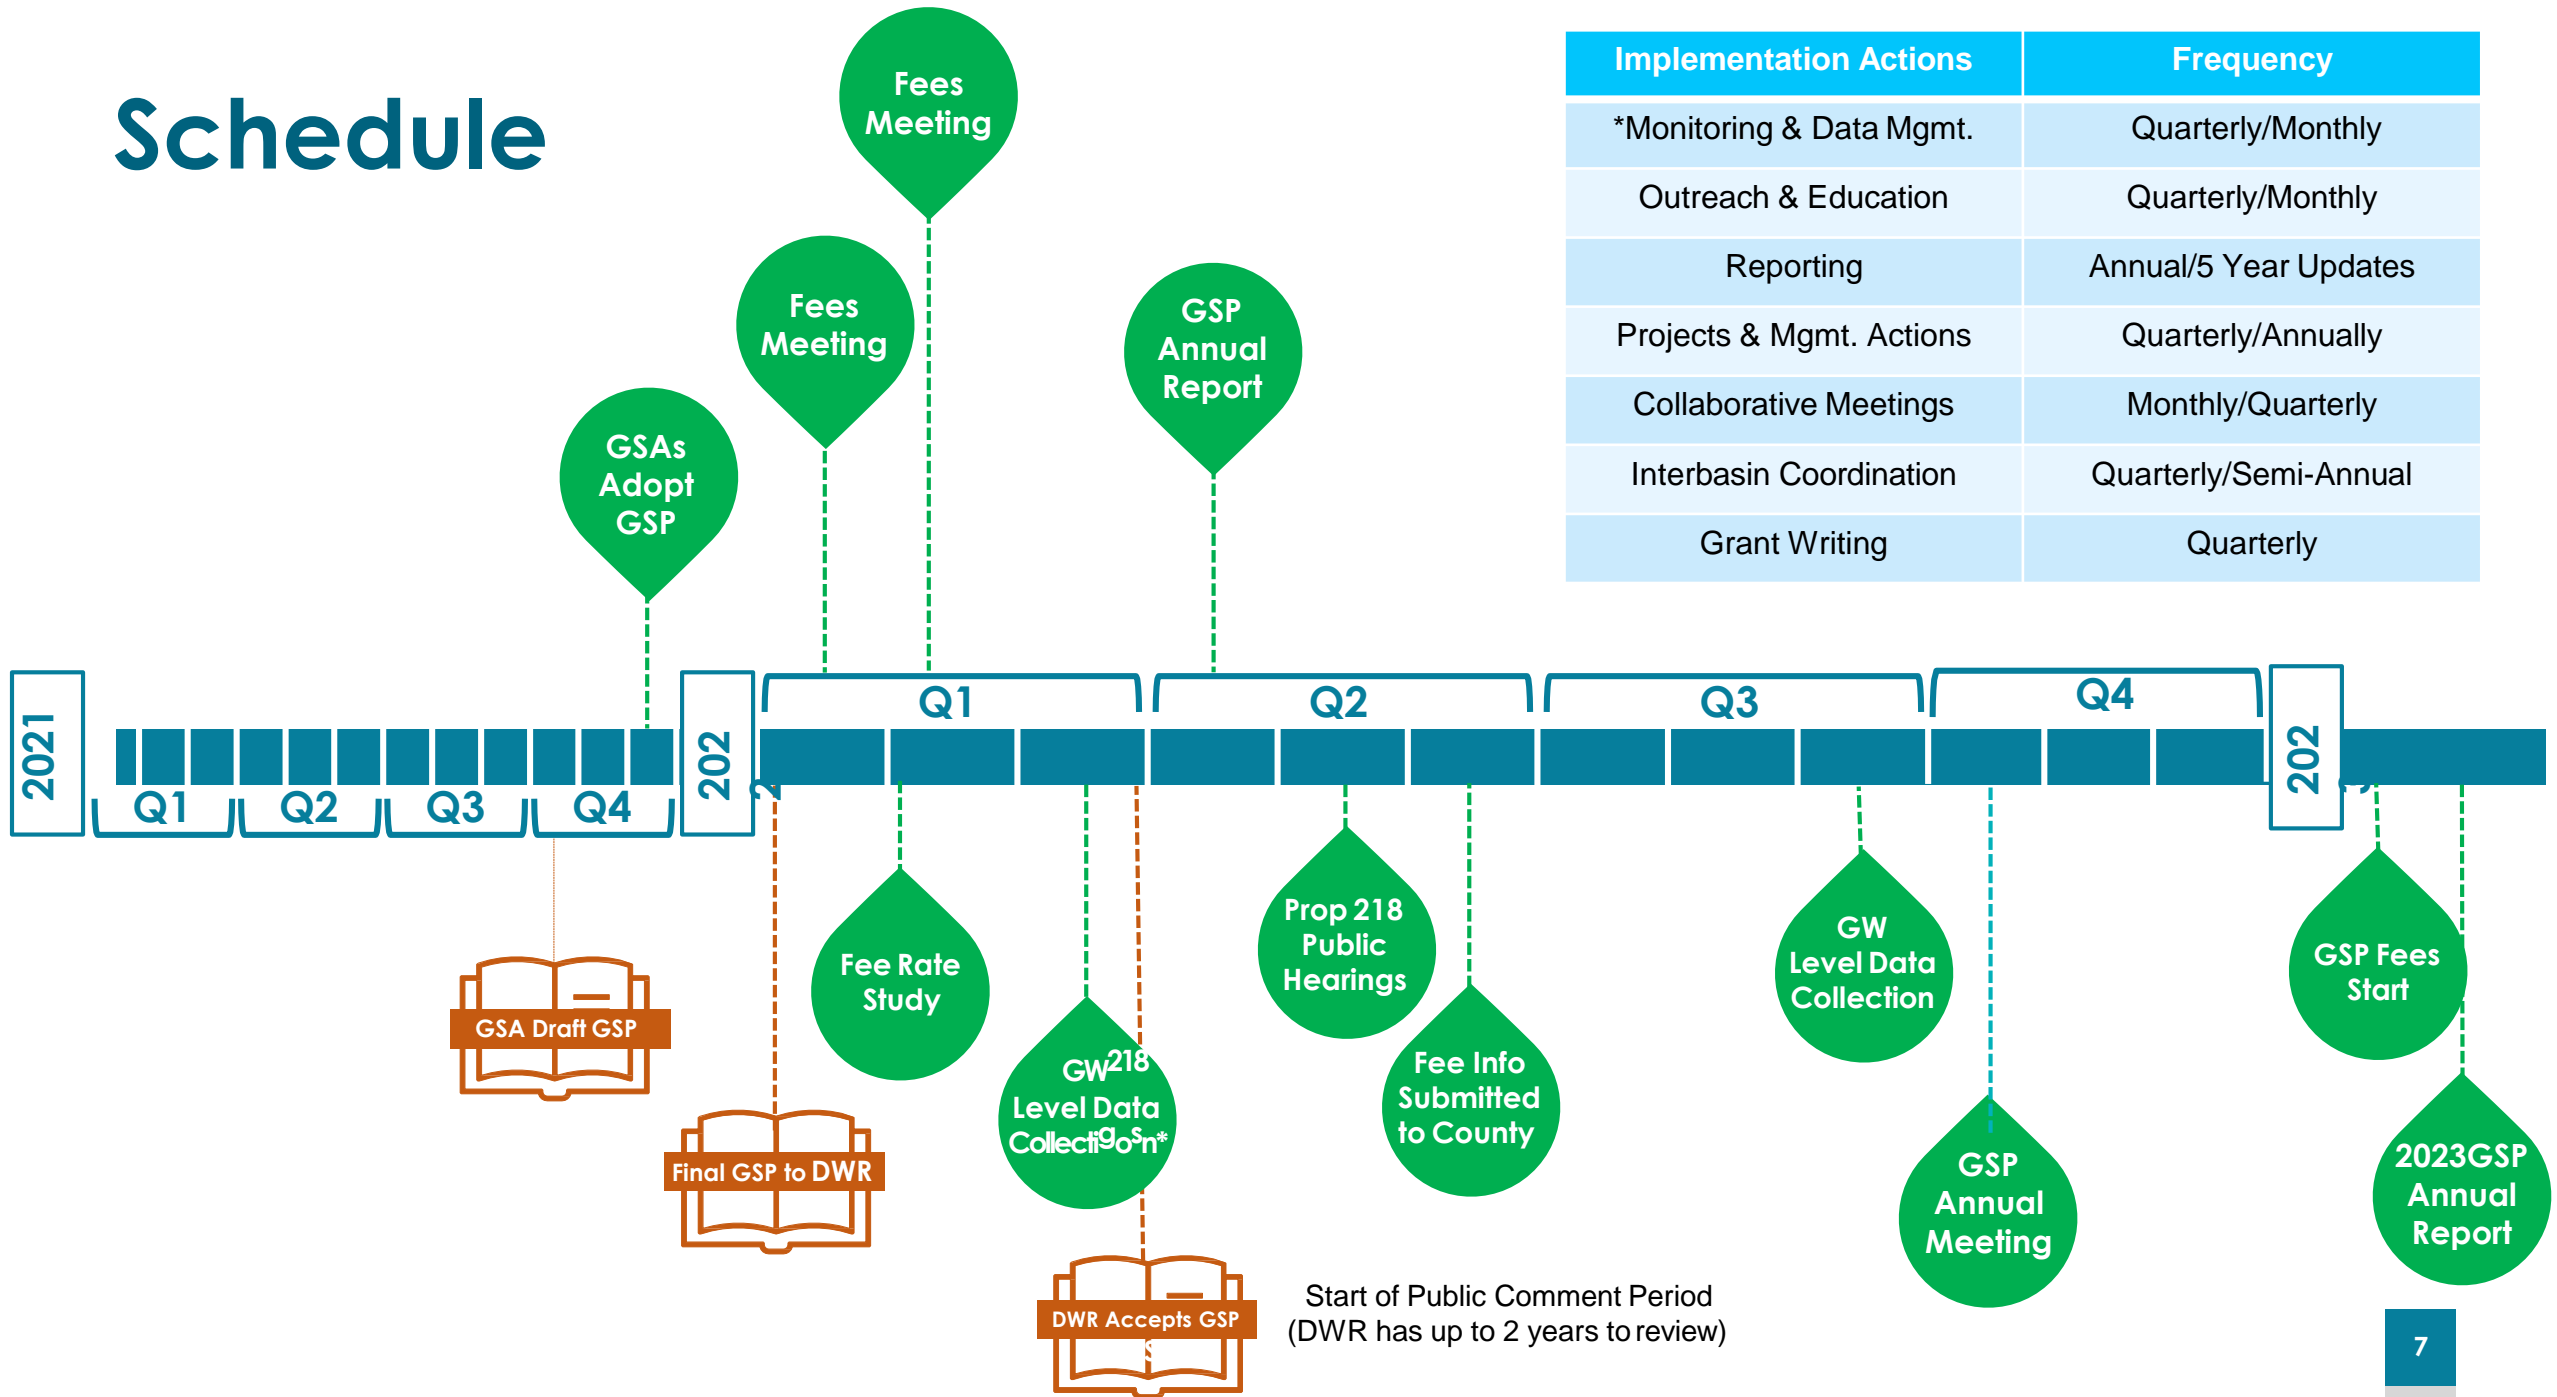 Schedule
Fees
Meeting
Fees
Meeting
GSP
Annual
Report
GSAs
Adopt
GSP
Implementation Actions Frequency
*Monitoring & Data Mgmt. Quarterly/Monthly
Outreach & Education Quarterly/Monthly
Reporting Annual/5 Year Updates
Projects & Mgmt. Actions Quarterly/Annually
Collaborative Meetings Monthly/Quarterly
Interbasin Coordination Quarterly/Semi-Annual
Grant Writing Quarterly
2021
Q1
Q2
Q3
Q4
202
2
Q1
Q2
Q3
Q4
202
3
GSA Draft GSP
Final GSP to DWR
Fee Rate
Study
GW
218
Level Data
Collection*
DWR Accepts GSP
Start of Public Comment Period
(DWR has up to 2 years to review)
Prop 218
Public
Hearings
Fee Info
Submitted
to County
GW
Level Data
Collection
GSP
Annual
Meeting
GSP Fees
Start
2023GSP
Annual
Report
7